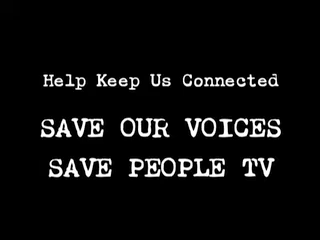 Help Keep Us Connected
SAVE OUR VOICES
SAVE PEOPLE TV